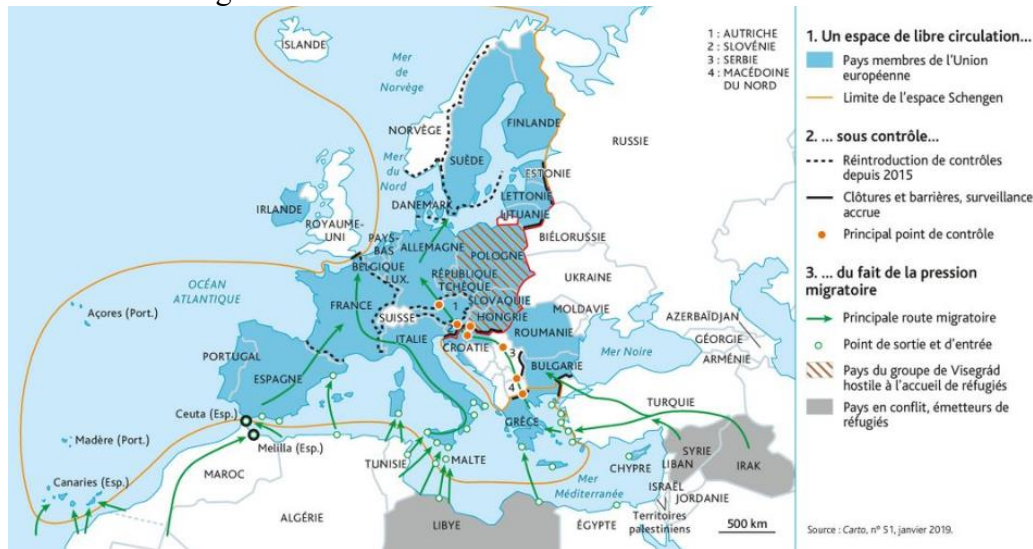 ISLANDE
Mer
de
Norvège
NORVÈGE
SUÈDE
FINLANDE
RUSSIE
Mer
du
Nord
ESTONIE
LETTONIE
LITUANIE
DANEMARK
IRLANDE
ROYAUME-
UNI
PAYS-
BAS
ALLEMAGNE
POLOGNE
BIÉLORUSSIE
BELGIQUE
LUX.
RÉPUBLIQUE
TCHÈQUE
UKRAINE
OCÉAN
ATLANTIQUE
FRANCE
SLOVAQUIE
MOLDAVIE
SUISSE
1
HONGRIE
ROUMANIE
Açores (Port.)
ITALIE
2
CROATIE
3
AZERBAÏDJAN
GÉORGIE
ARMÉNIE
Mer Noire
PORTUGAL
ESPAGNE
BULGARIE
4
TURQUIE
Ceuta (Esp.)
GRÈCE
Madère (Port.)
Melilla (Esp.)
TUNISIE
MALTE
CHYPRE
SYRIE
LIBAN
IRAK
MAROC
Mer
Méditerranée
ISRAËL
JORDANIE
Canaries (Esp.)
ALGÉRIE
LIBYE
ÉGYPTE
Territoires
palestiniens
500 km
1 : AUTRICHE
2 : SLOVÉNIE
3 : SERBIE
4 : MACÉDOINE
DU NORD
1. Un espace de libre circulation...
Pays membres de l'Union
européenne
Limite de l'espace Schengen
2. ... sous contrôle...
Réintroduction de contrôles
depuis 2015
Clôtures et barrières, surveillance
accrue
Principal point de contrôle
3. ... du fait de la pression
migratoire
Principale route migratoire
Point de sortie et d'entrée
Pays du groupe de Visegrád
hostile à l'accueil de réfugiés
Pays en conflit, émetteurs de
réfugiés
Source : Carto, n° 51, janvier 2019.